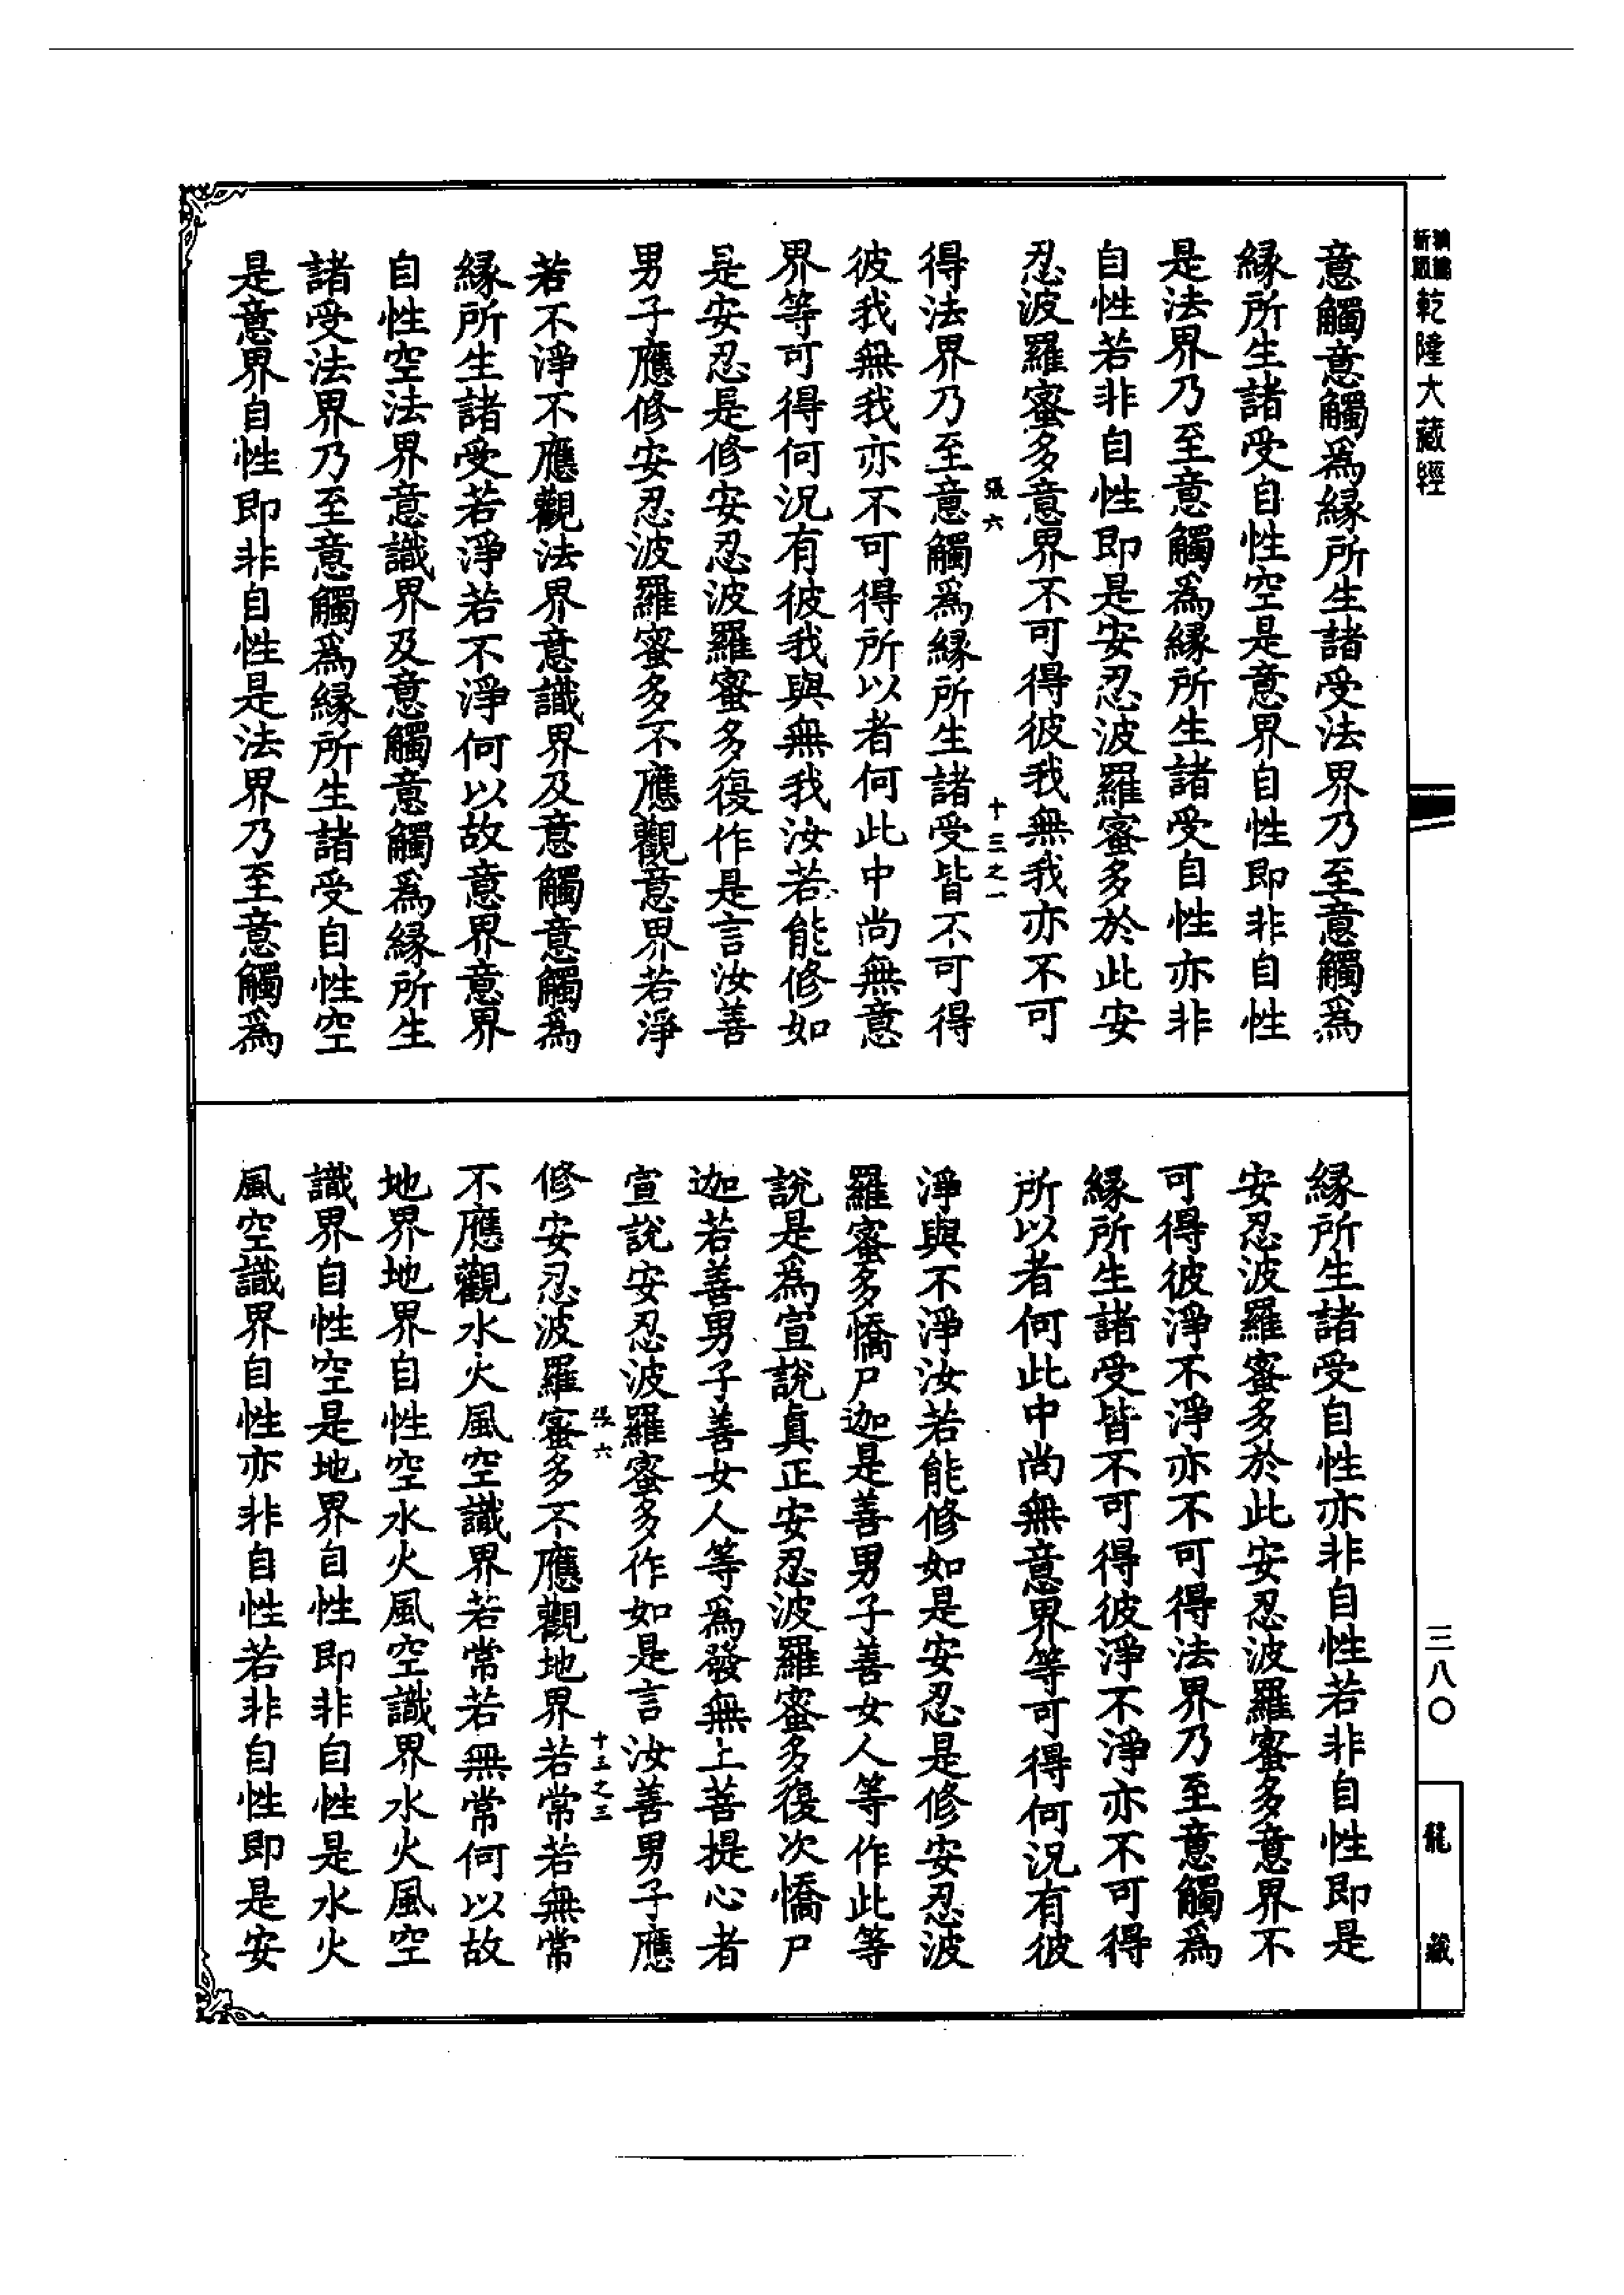 乾隆大藏經
意觸意觸爲緣所生諸受法界乃至意觸爲
緣所生諸受自性空是意界自性即非自性
是法界乃至意觸爲緣所生諸受自性亦非
自性若非自性即是安忍波羅蜜多於此安
忍波羅蜜多意界不可得彼我無我亦不可
張六 十三之一
得法界乃至意觸爲緣所生諸受皆不可得
彼我無我亦不可得所以者何此中尚無意
界等可得何況有彼我與無我汝若能修如
是安忍是修安忍波羅蜜多復作是言汝善
男子應修安忍波羅蜜多不應觀意界若淨
若不淨不應觀法界意識界及意觸意觸爲
緣所生諸受若淨若不淨何以故意界意界
自性空法界意識界及意觸意觸爲緣所生
諸受法界乃至意觸爲緣所生諸受自性空
是意界自性即非自性是法界乃至意觸爲
緣所生諸受自性亦非自性若非自性即是
安忍波羅蜜多於此安忍波羅蜜多意界不
可得彼淨不淨亦不可得法界乃至意觸爲
緣所生諸受皆不可得彼淨不淨亦不可得
所以者何此中尚無意界等可得何況有彼
淨與不淨汝若能修如是安忍是修安忍波
羅蜜多憍尸迦是善男子善女人等作此等
說是爲宣說真正安忍波羅蜜多復次憍尸
迦若善男子善女人等爲發無上菩提心者
宣說安忍波羅蜜多作如是言汝善男子應
張六 十三之三
修安忍波羅蜜多不應觀地界若常若無常
不應觀水火風空識界若常若無常何以故
地界地界自性空水火風空識界水火風空
識界自性空是地界自性即非自性是水火
風空識界自性亦非自性若非自性即是安
三八〇
龍藏